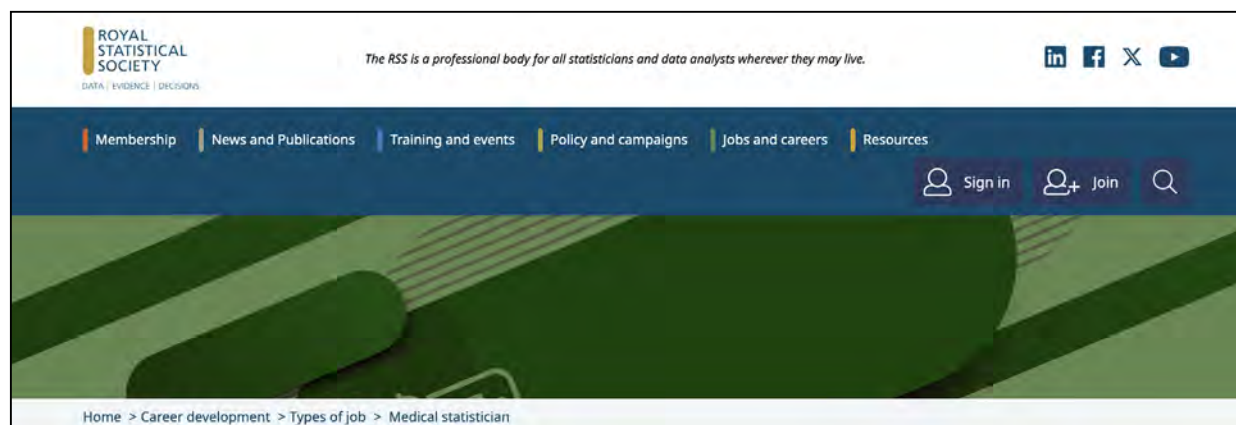 ROYAL
STATISTICAL
SOCIETY
DATA | EVIDENCE | DECISIONS
The RSS is a professional body for all statisticians and data analysts wherever they may live.
Membership
News and Publications
Training and events
Policy and campaigns
Jobs and careers
Resources
Sign in
Join
Home > Career development > Types of job > Medical statistician